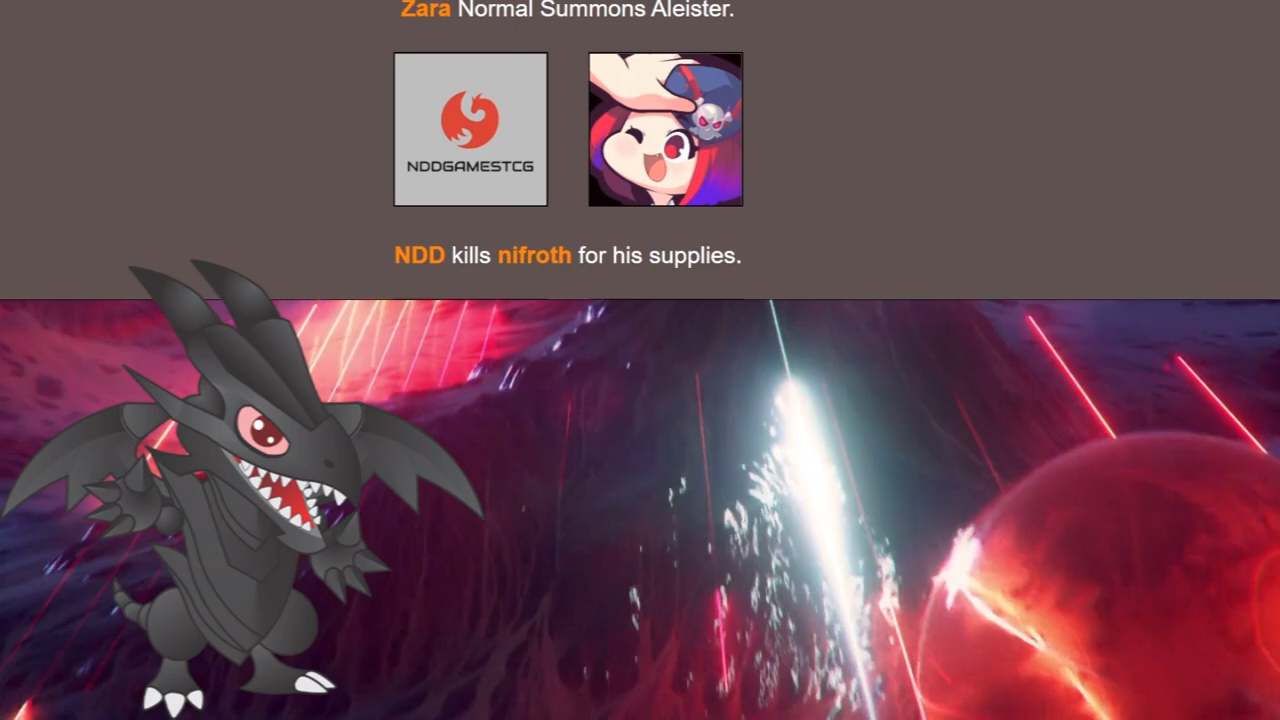 Zara Normal Summons Aleister.
NDDGAMESTCG
NDD kills nifroth for his supplies.